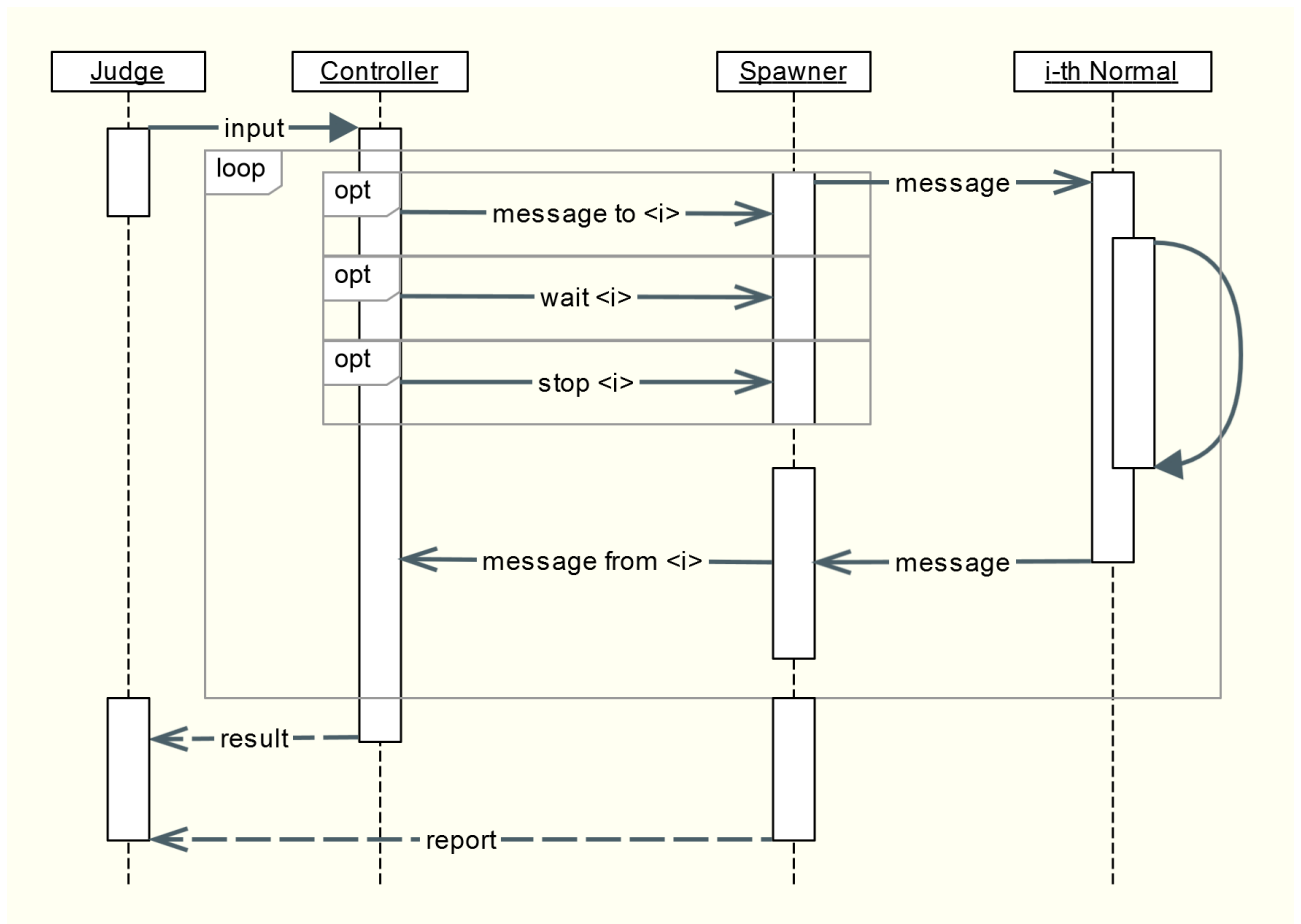 Judge
Controller
Spawner
i-th Normal
input
loop
opt
message to <i>
message
opt
wait <i>
opt
stop <i>
message from <i>
message
result
report